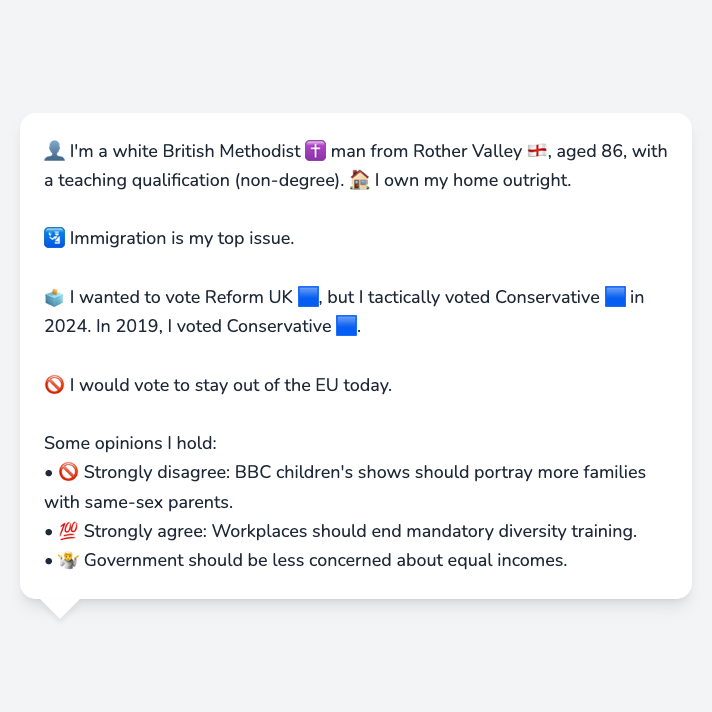 👤 I'm a white British Methodist ✝️ man from Rother Valley 🏴󠁧󠁢󠁥󠁮󠁧󠁿, aged 86, with
a teaching qualification (non-degree). 🏠 I own my home outright.
🛂 Immigration is my top issue.
🗳️ I wanted to vote Reform UK 🟦, but I tactically voted Conservative 🟦 in
2024. In 2019, I voted Conservative 🟦.
🚫 I would vote to stay out of the EU today.
Some opinions I hold:
• 🚫 Strongly disagree: BBC children's shows should portray more families
with same-sex parents.
• 💯 Strongly agree: Workplaces should end mandatory diversity training.
• 🤷 Government should be less concerned about equal incomes.